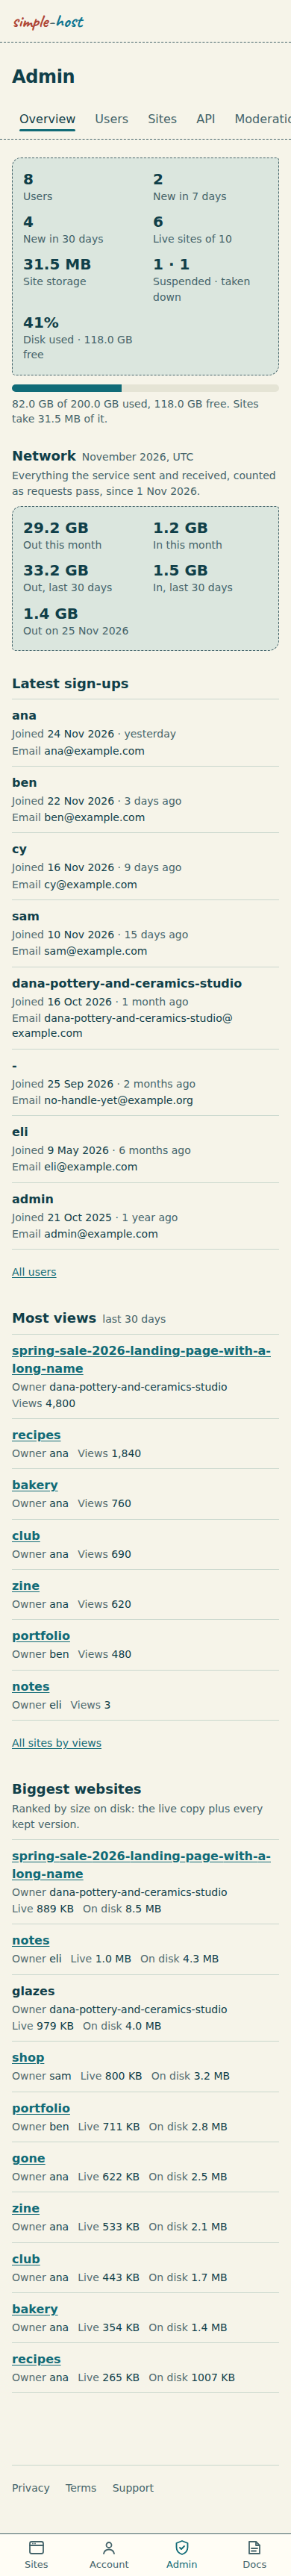 simple-host
Admin
Overview Users Sites API Moderatic
8
Users
2
New in 7 days
4
New in 30 days
6
Live sites of 10
31.5 MB
Site storage
1 · 1
Suspended · taken
down
41%
Disk used · 118.0 GB
free
82.0 GB of 200.0 GB used, 118.0 GB free. Sites
take 31.5 MB of it.
Network November 2026, UTC
Everything the service sent and received, counted
as requests pass, since 1 Nov 2026.
29.2 GB
Out this month
1.2 GB
In this month
33.2 GB
Out, last 30 days
1.5 GB
In, last 30 days
1.4 GB
Out on 25 Nov 2026
Latest sign-ups
ana
Joined 24 Nov 2026 · yesterday
Email ana@example.com
ben
Joined 22 Nov 2026 · 3 days ago
Email ben@example.com
cy
Joined 16 Nov 2026 · 9 days ago
Email cy@example.com
sam
Joined 10 Nov 2026 · 15 days ago
Email sam@example.com
dana-pottery-and-ceramics-studio
Joined 16 Oct 2026 · 1 month ago
Email dana-pottery-and-ceramics-studio@
example.com
-
Joined 25 Sep 2026 · 2 months ago
Email no-handle-yet@example.org
eli
Joined 9 May 2026 · 6 months ago
Email eli@example.com
admin
Joined 21 Oct 2025 · 1 year ago
Email admin@example.com
All users
Most views last 30 days
spring-sale-2026-landing-page-with-a-
long-name
Owner dana-pottery-and-ceramics-studio
Views 4,800
recipes
Owner ana Views 1,840
bakery
Owner ana Views 760
club
Owner ana Views 690
zine
Owner ana Views 620
portfolio
Owner ben Views 480
notes
Owner eli Views 3
All sites by views
Biggest websites
Ranked by size on disk: the live copy plus every
kept version.
spring-sale-2026-landing-page-with-a-
long-name
Owner dana-pottery-and-ceramics-studio
Live 889 KB On disk 8.5 MB
notes
Owner eli Live 1.0 MB On disk 4.3 MB
glazes
Owner dana-pottery-and-ceramics-studio
Live 979 KB On disk 4.0 MB
shop
Owner sam Live 800 KB On disk 3.2 MB
portfolio
Owner ben Live 711 KB On disk 2.8 MB
gone
Owner ana Live 622 KB On disk 2.5 MB
zine
Owner ana Live 533 KB On disk 2.1 MB
club
Owner ana Live 443 KB On disk 1.7 MB
bakery
Owner ana Live 354 KB On disk 1.4 MB
recipes
Owner ana Live 265 KB On disk 1007 KB
Privacy Terms Support
Sites Account Admin Docs